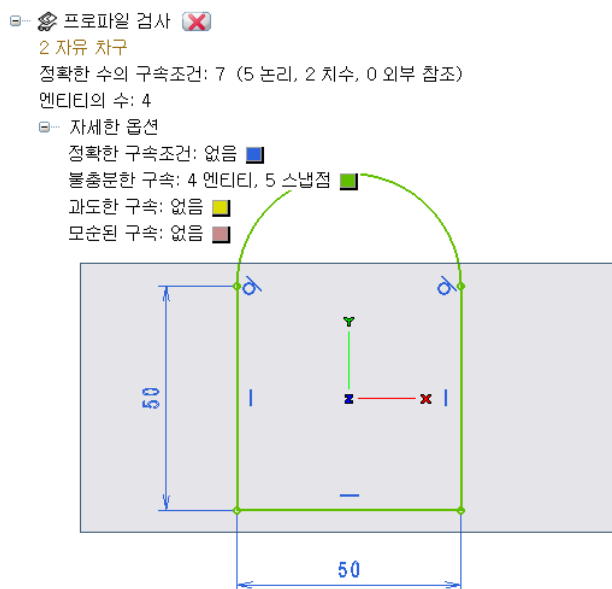 프로파일 검사
2 자유 차구
정확한 수의 구속조건: 7 (5 논리, 2 치수, 0 외부 참조)
엔티티의 수: 4
자세한 옵션
정확한 구속조건: 없음
불충분한 구속: 4 엔티티, 5 스냅점
과도한 구속: 없음
모순된 구속: 없음
Y
50
Z X
50